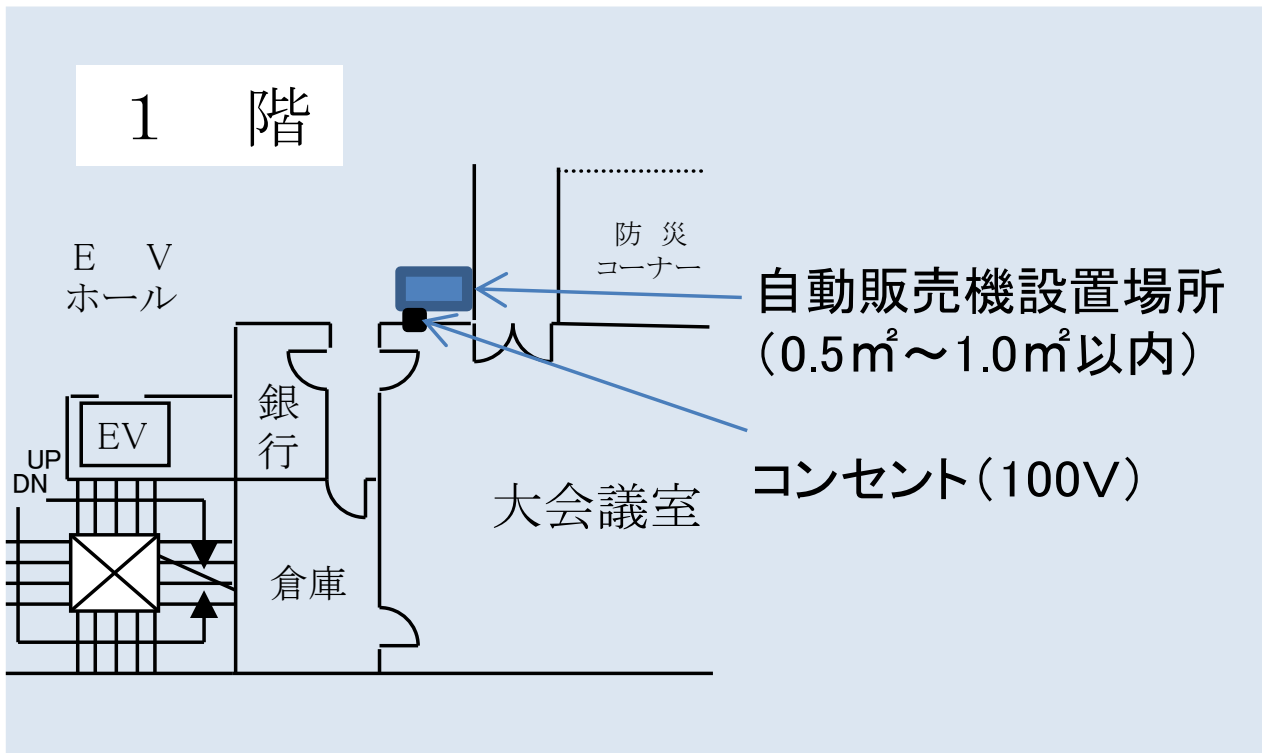 １　階
防 災
コーナー
Ｅ　Ｖ
ホール
自動販売機設置場所
（0.5㎡～1.0㎡以内）
銀
行
EV
UP
DN
コンセント（100V）
大会議室
倉庫